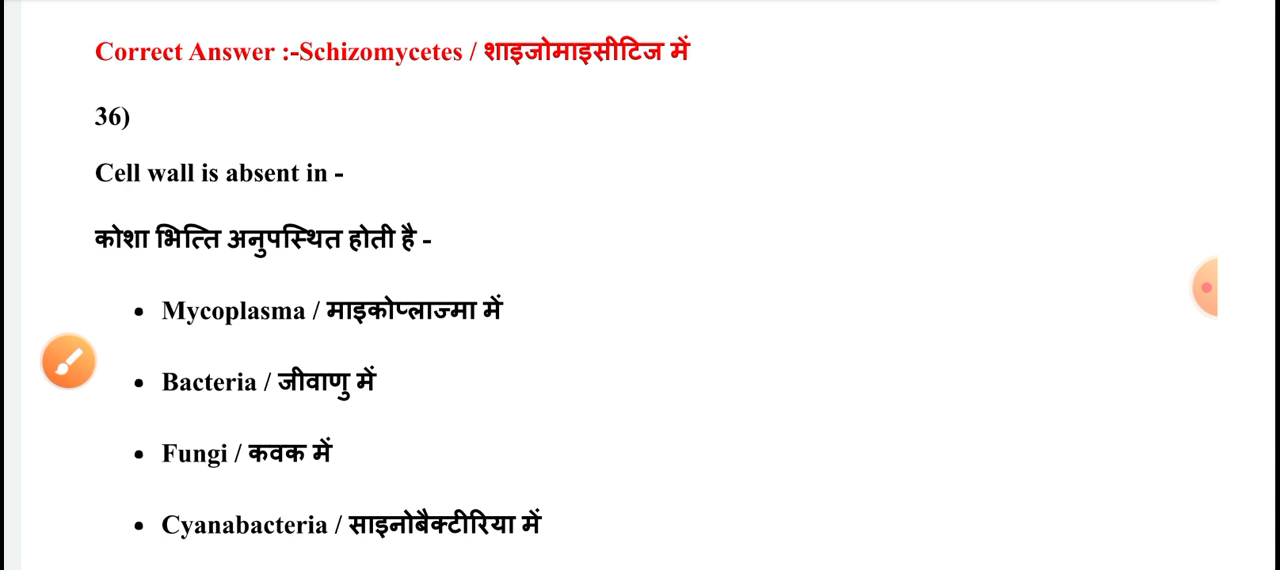 Correct Answer :-Schizomycetes / शाइजोमाइसीटिज में
36)
Cell wall is absent in -
कोशा भित्ति अनुपस्थित होती है -
• Mycoplasma / माइकोप्लाज्मा में
• Bacteria / जीवाणु में
• Fungi / कवक में
• Cyanabacteria / साइनोबैक्टीरिया में